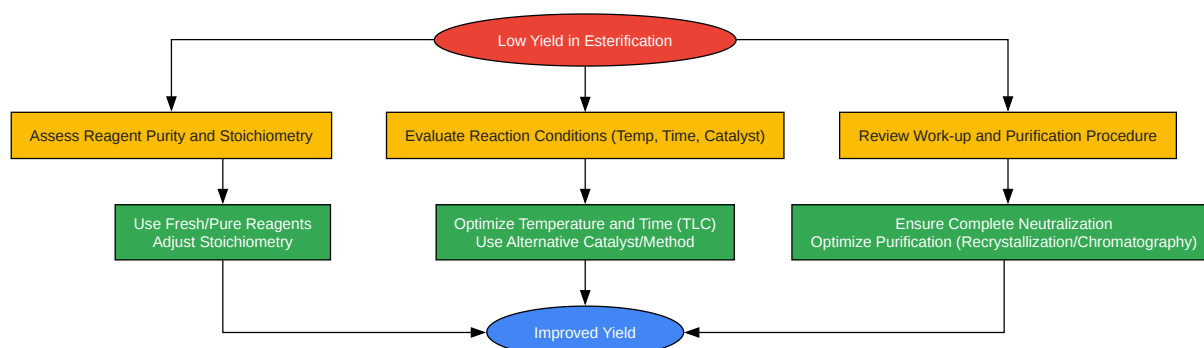 Low Yield in Esterification
Assess Reagent Purity and Stoichiometry
Evaluate Reaction Conditions (Temp, Time, Catalyst)
Review Work-up and Purification Procedure
Use Fresh/Pure Reagents
Adjust Stoichiometry
Optimize Temperature and Time (TLC)
Use Alternative Catalyst/Method
Ensure Complete Neutralization
Optimize Purification (Recrystallization/Chromatography)
Improved Yield